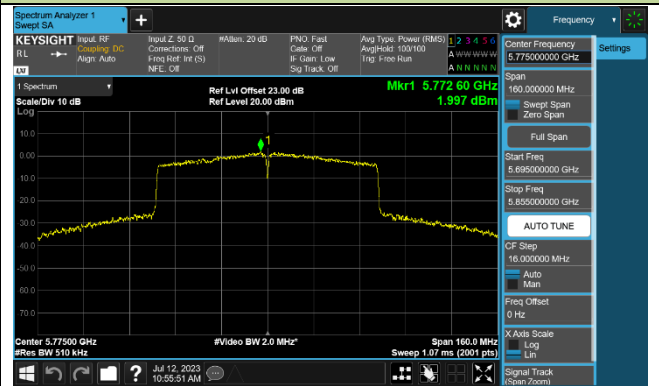 Spectrum Analyzer 1
Swept SA
Frequency
KEYSIGHT
RL
LXI
Input: RF
Coupling: DC
Align: Auto
Input Z: 50 Ω
Corrections: Off
Freq Ref: Int (S)
NFE: Off
#Atten: 20 dB
PNO: Fast
Gate: Off
IF Gain: Low
Sig Track: Off
Avg Type: Power (RMS)
Avg|Hold: 100/100
Trig: Free Run
1 2 3 4 5 6
A W W W W W
A N N N N N
Center Frequency
5.775000000 GHz
Settings
Span
160.000000 MHz
Swept Span
Zero Span
Full Span
Start Freq
5.695000000 GHz
Stop Freq
5.855000000 GHz
AUTO TUNE
CF Step
16.000000 MHz
Auto
Man
Freq Offset
0 Hz
X Axis Scale
Log
Lin
Signal Track
(Span Zoom)
1 Spectrum
Scale/Div 10 dB
Log
Ref Lvl Offset 23.00 dB
Ref Level 20.00 dBm
Mkr1 5.772 60 GHz
1.997 dBm
1
10.0
0.00
-10.0
-20.0
-30.0
-40.0
-50.0
-60.0
-70.0
Center 5.77500 GHz
#Res BW 510 kHz
#Video BW 2.0 MHz*
Span 160.0 MHz
Sweep 1.07 ms (2001 pts)
Jul 12, 2023
10:55:51 AM